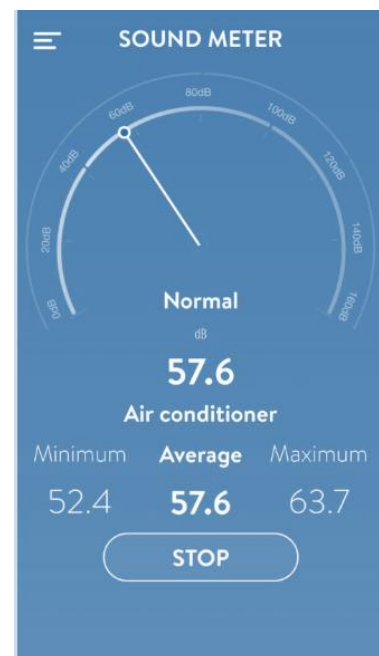 SOUND METER
80dB
60dB
100dB
40dB
120dB
20dB
140dB
0dB
160dB
Normal
dB
57.6
Air conditioner
Minimum Average Maximum
52.4 57.6 63.7
STOP